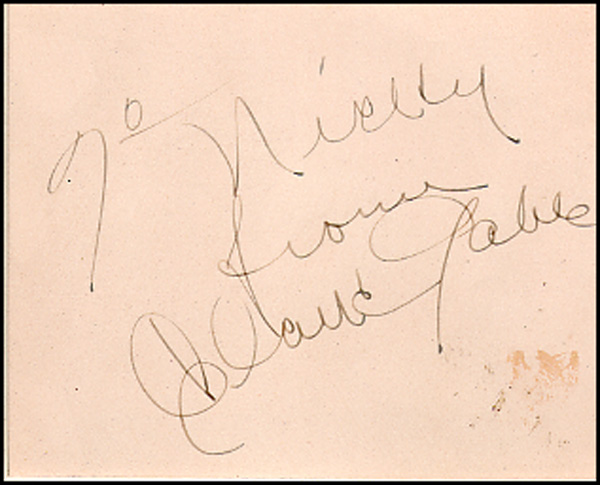 To Nicky
From
Clark Gable